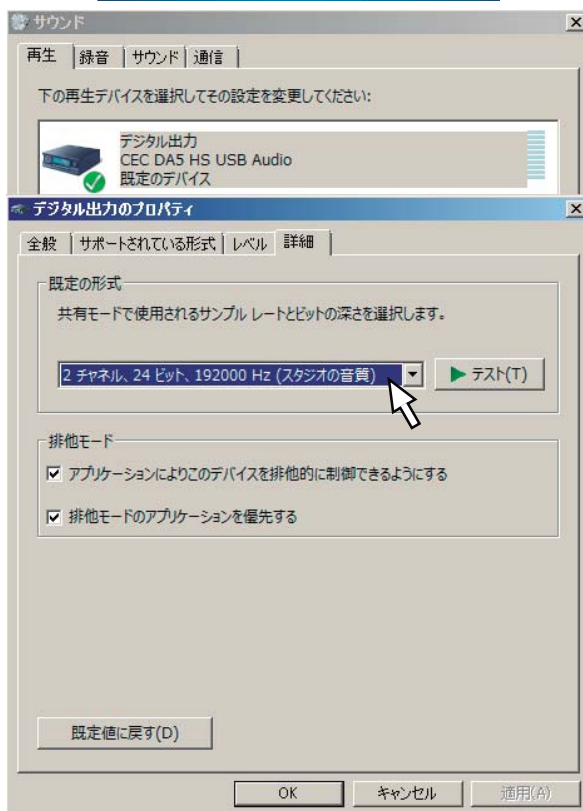 サウンド
再生 録音 サウンド 通信
下の再生デバイスを選択してその設定を変更してください:
デジタル出力
CEC DA5 HS USB Audio
既定のデバイス
デジタル出力のプロパティ
全般 サポートされている形式 レベル 詳細
既定の形式
共有モードで使用されるサンプル レートとビットの深さを選択します。
2 チャネル、24 ビット、192000 Hz (スタジオの音質) テスト(T)
排他モード
アプリケーションによりこのデバイスを排他的に制御できるようにする
排他モードのアプリケーションを優先する
既定値に戻す(D)
OK キャンセル 適用(A)